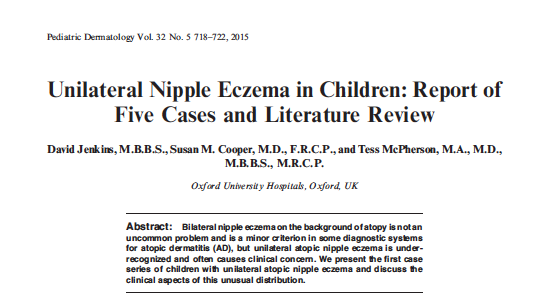 Pediatric Dermatology Vol. 32 No. 5 718–722, 2015
Unilateral Nipple Eczema in Children: Report of
Five Cases and Literature Review
David Jenkins, M.B.B.S., Susan M. Cooper, M.D., F.R.C.P., and Tess McPherson, M.A., M.D.,
M.B.B.S., M.R.C.P.
Oxford University Hospitals, Oxford, UK
Abstract: Bilateral nipple eczema on the background of atopy is not an
uncommon problem and is a minor criterion in some diagnostic systems
for atopic dermatitis (AD), but unilateral atopic nipple eczema is under-
recognized and often causes clinical concern. We present the first case
series of children with unilateral atopic nipple eczema and discuss the
clinical aspects of this unusual distribution.